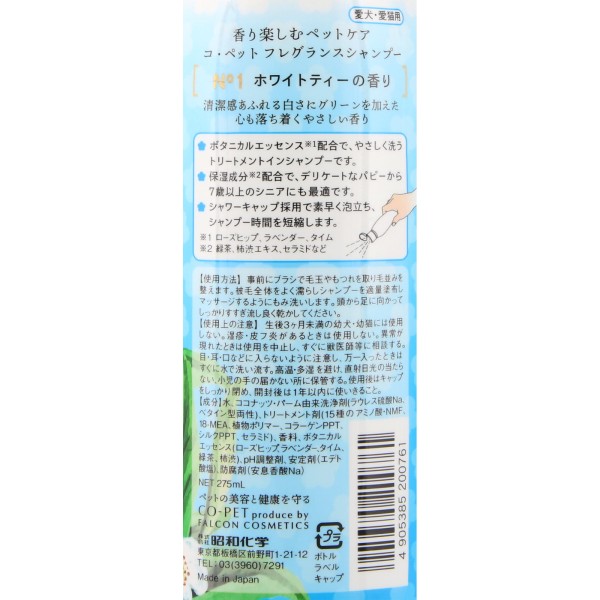 愛犬・愛猫用
香り楽しむペットケア
コ・ペット フレグランスシャンプー
No1 ホワイトティーの香り
清潔感あふれる白さにグリーンを加えた
心も落ち着くやさしい香り
ボタニカルエッセンス※1配合で、やさしく洗う
トリートメントインシャンプーです。
保湿成分※2配合で、デリケートなパピーから
7歳以上のシニアにも最適です。
シャワーキャップ採用で素早く泡立ち、
シャンプー時間を短縮します。
※1 ローズヒップ、ラベンダー、タイム
※2 緑茶、柿渋エキス、セラミドなど
【使用方法】 事前にブラシで毛玉やもつれを取り毛並みを
整えます。被毛全体をよく濡らしシャンプーを適量塗布し
マッサージするようにもみ洗いします。頭から足に向かって
しっかりすすぎ流し良く乾かしてください。
【使用上の注意】 生後3ヶ月未満の幼犬・幼猫には使用
しない。湿疹・皮フ炎があるときは使用しない。異常が
現れたときは使用を中止し、すぐに獣医師等に相談する。
目・耳・口などに入らないように注意し、万一入ったときは
すぐに水で洗い流す。高温・多湿を避け、直射日光の当たら
ない、小児の手の届かない所に保管する。使用後はキャップ
をしっかり閉め、開封後は1年以内に使いきること。
【成分】水、ココナッツ・パーム由来洗浄剤(ラウレス硫酸Na、
ベタイン型両性)、トリートメント剤(15種のアミノ酸・NMF、
18-MEA、植物ポリマー、コラーゲンPPT、
シルクPPT、セラミド)、香料、ボタニカル
エッセンス(ローズヒップ、ラベンダー、タイム、
緑茶、柿渋)、pH調整剤、安定剤(エデト
酸塩)、防腐剤(安息香酸Na)
NET 275mL
ペットの美容と健康を守る
CO-PET produce by
FALCON COSMETICS
株式会社 昭和化学
東京都板橋区前野町1-21-12
TEL:03(3960)7291
Made in Japan
プラ
ボトル
ラベル
キャップ
4 905385 200761